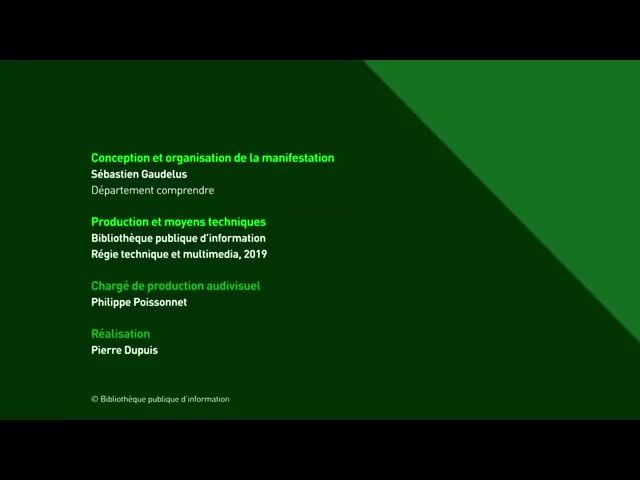 Conception et organisation de la manifestation
Sébastien Gaudelus
Département comprendre
Production et moyens techniques
Bibliothèque publique d'information
Régie technique et multimedia, 2019
Chargé de production audivisuel
Philippe Poissonnet
Réalisation
Pierre Dupuis
© Bibliothèque publique d'information